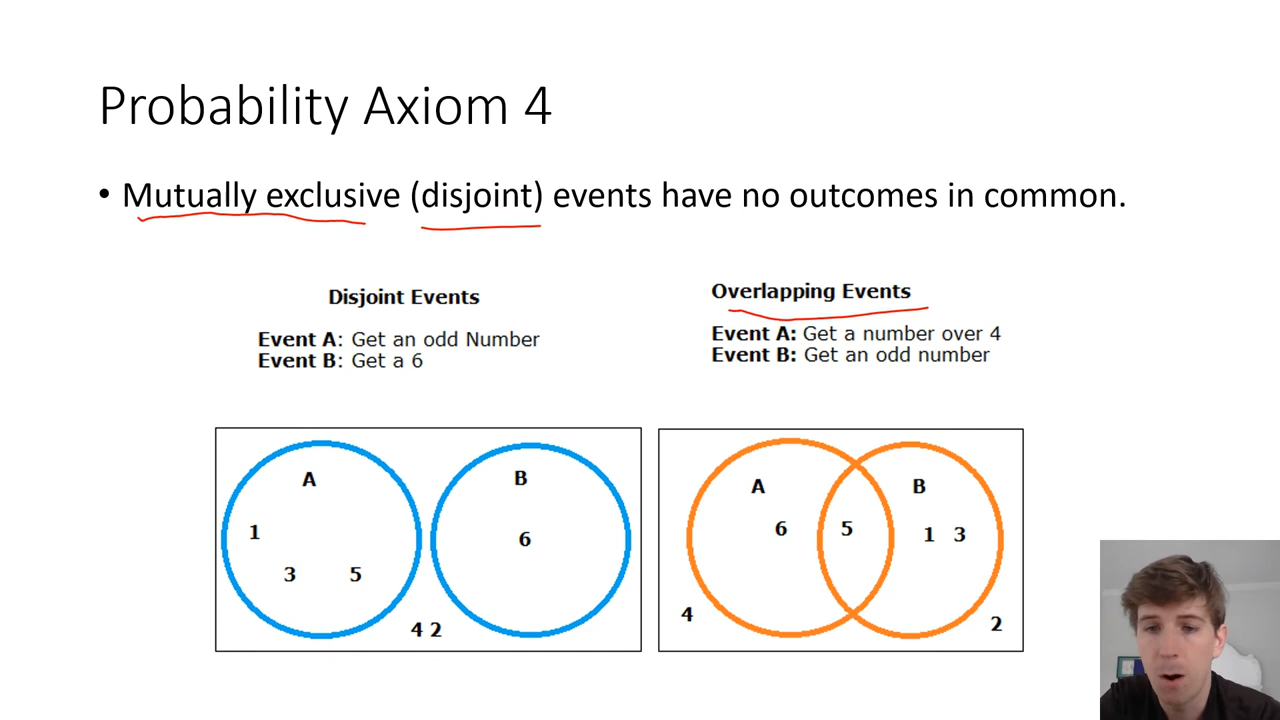 Probability Axiom 4
• Mutually exclusive (disjoint) events have no outcomes in common.
Disjoint Events
Event A: Get an odd Number
Event B: Get a 6
Overlapping Events
Event A: Get a number over 4
Event B: Get an odd number
A
B
1
6
3 5
4 2
A
B
6
5
1 3
4
2